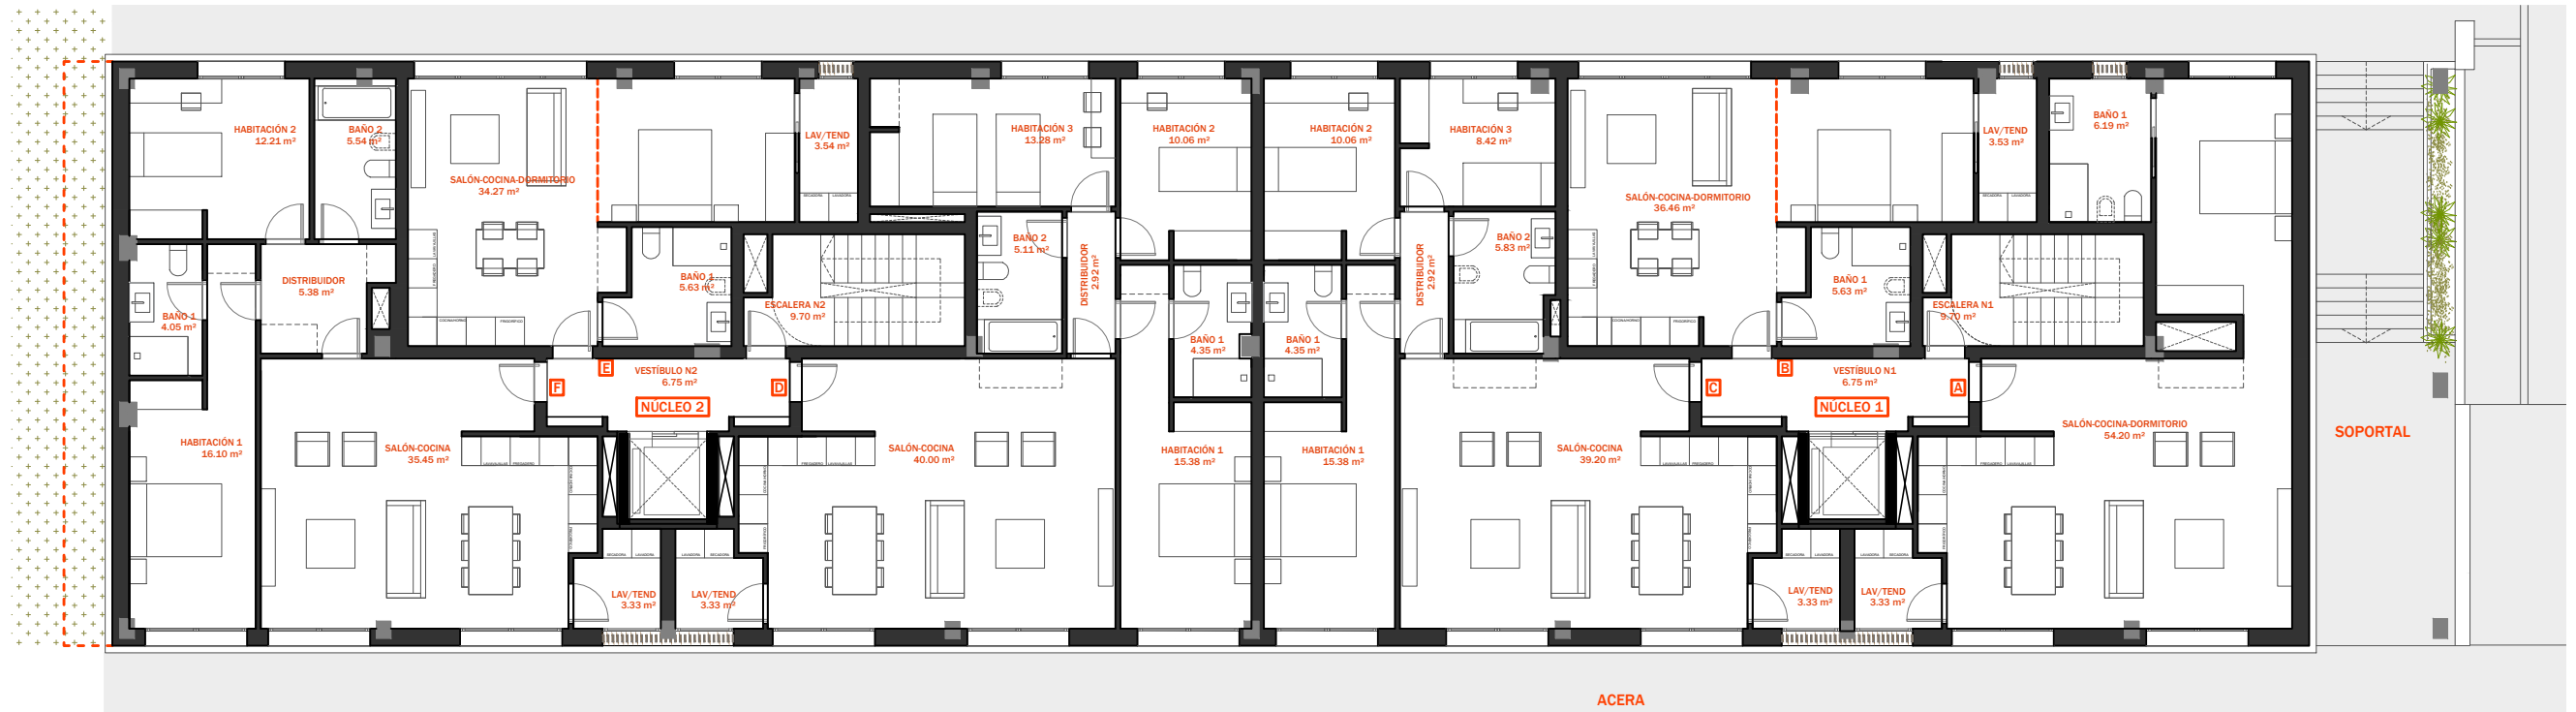 HABITACIÓN 2
12.21 m²
BAÑO 2
5.54 m²
SALÓN-COCINA-DORMITORIO
34.27 m²
LAV/TEND
3.54 m²
HABITACIÓN 3
13.28 m²
HABITACIÓN 2
10.06 m²
HABITACIÓN 2
10.06 m²
HABITACIÓN 3
8.42 m²
SALÓN-COCINA-DORMITORIO
36.46 m²
LAV/TEND
3.53 m²
BAÑO 1
6.19 m²
DISTRIBUIDOR
5.38 m²
BAÑO 1
4.05 m²
BAÑO 1
5.63 m²
ESCALERA N2
9.70 m²
BAÑO 2
5.11 m²
DISTRIBUIDOR
2.92 m²
BAÑO 1
4.35 m²
BAÑO 1
4.35 m²
DISTRIBUIDOR
2.92 m²
BAÑO 2
5.83 m²
BAÑO 1
5.63 m²
ESCALERA N1
9.70 m²
F
E
VESTÍBULO N2
6.75 m²
D
NÚCLEO 2
C
B
VESTÍBULO N1
6.75 m²
A
NÚCLEO 1
HABITACIÓN 1
16.10 m²
SALÓN-COCINA
35.45 m²
SALÓN-COCINA
40.00 m²
HABITACIÓN 1
15.38 m²
HABITACIÓN 1
15.38 m²
SALÓN-COCINA
39.20 m²
SALÓN-COCINA-DORMITORIO
54.20 m²
SOPORTAL
LAV/TEND
3.33 m²
LAV/TEND
3.33 m²
LAV/TEND
3.33 m²
LAV/TEND
3.33 m²
ACERA